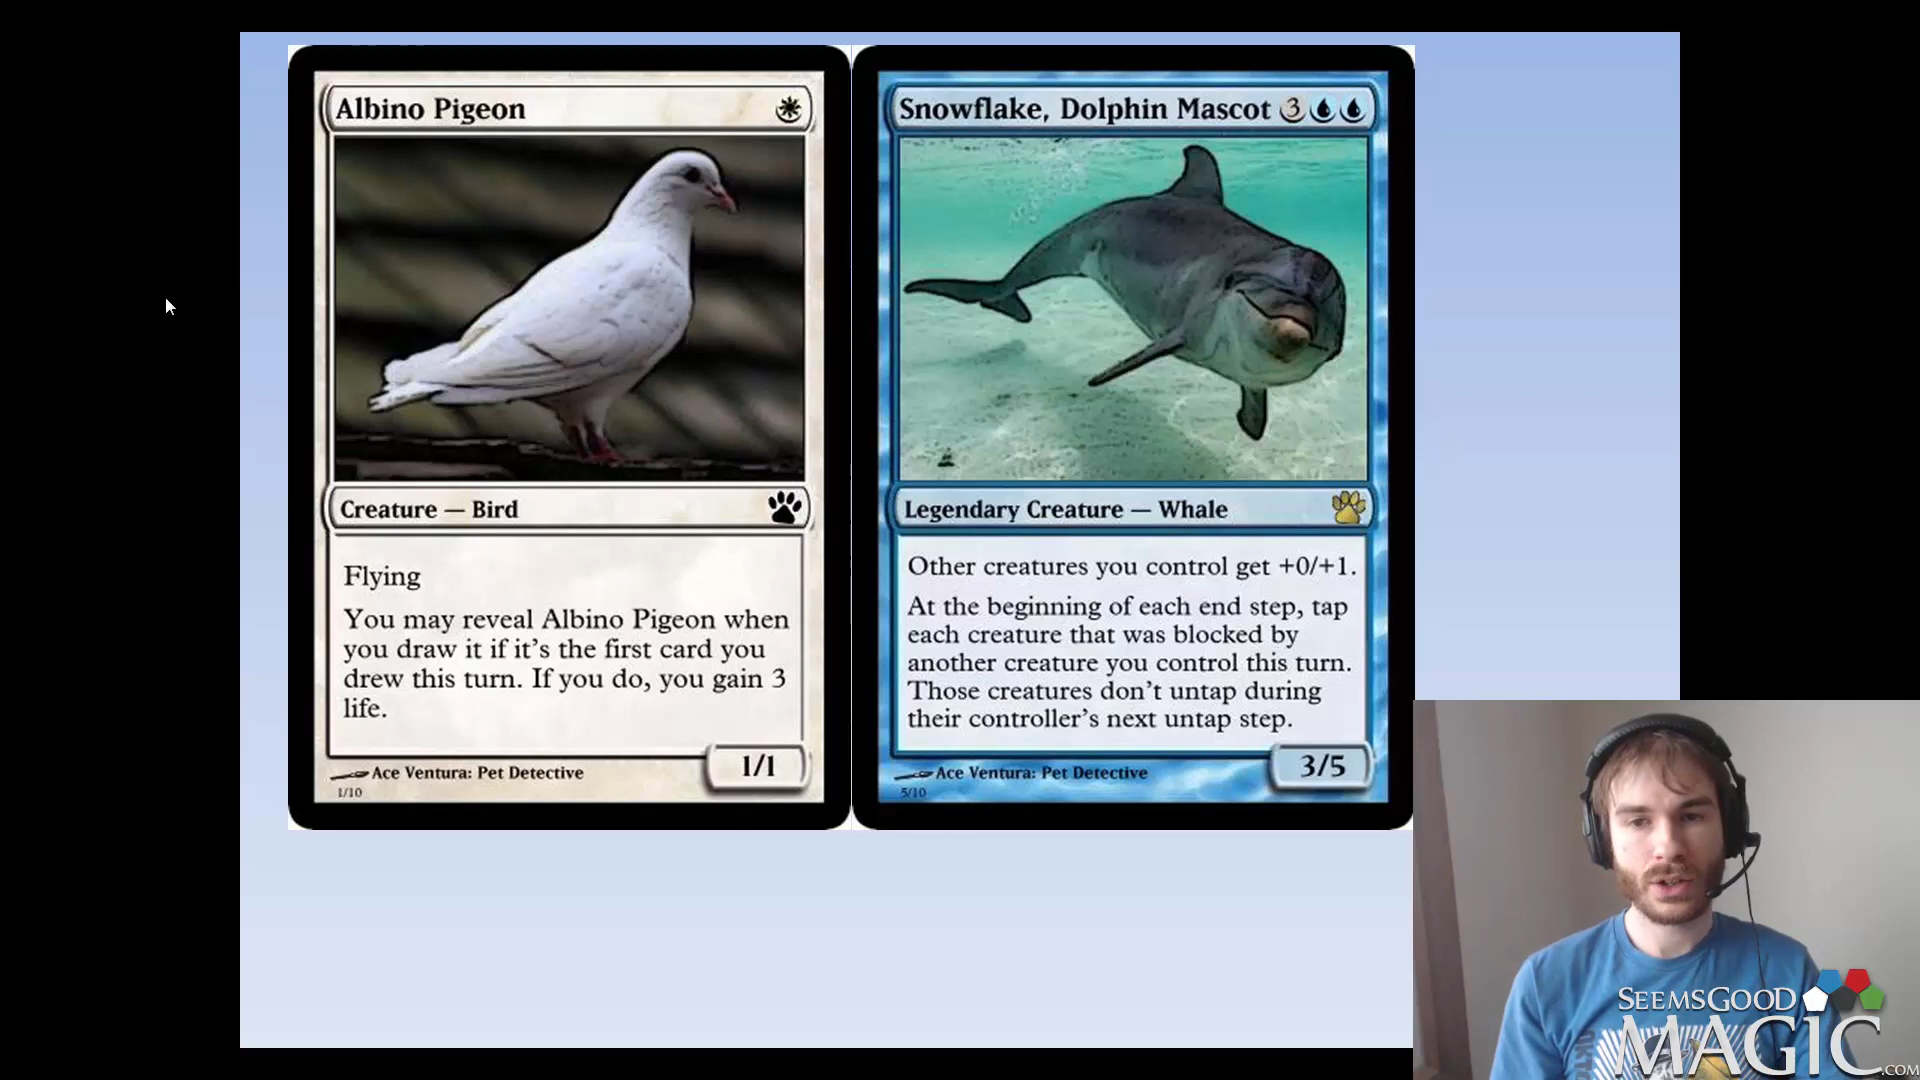 Albino Pigeon
Creature — Bird
Flying
You may reveal Albino Pigeon when
you draw it if it's the first card you
drew this turn. If you do, you gain 3
life.
1/1
Ace Ventura: Pet Detective
1/10
Snowflake, Dolphin Mascot 3
Legendary Creature — Whale
Other creatures you control get +0/+1.
At the beginning of each end step, tap
each creature that was blocked by
another creature you control this turn.
Those creatures don't untap during
their controller's next untap step.
3/5
Ace Ventura: Pet Detective
5/10
SEEMSGOOD
MAGIC
.COM